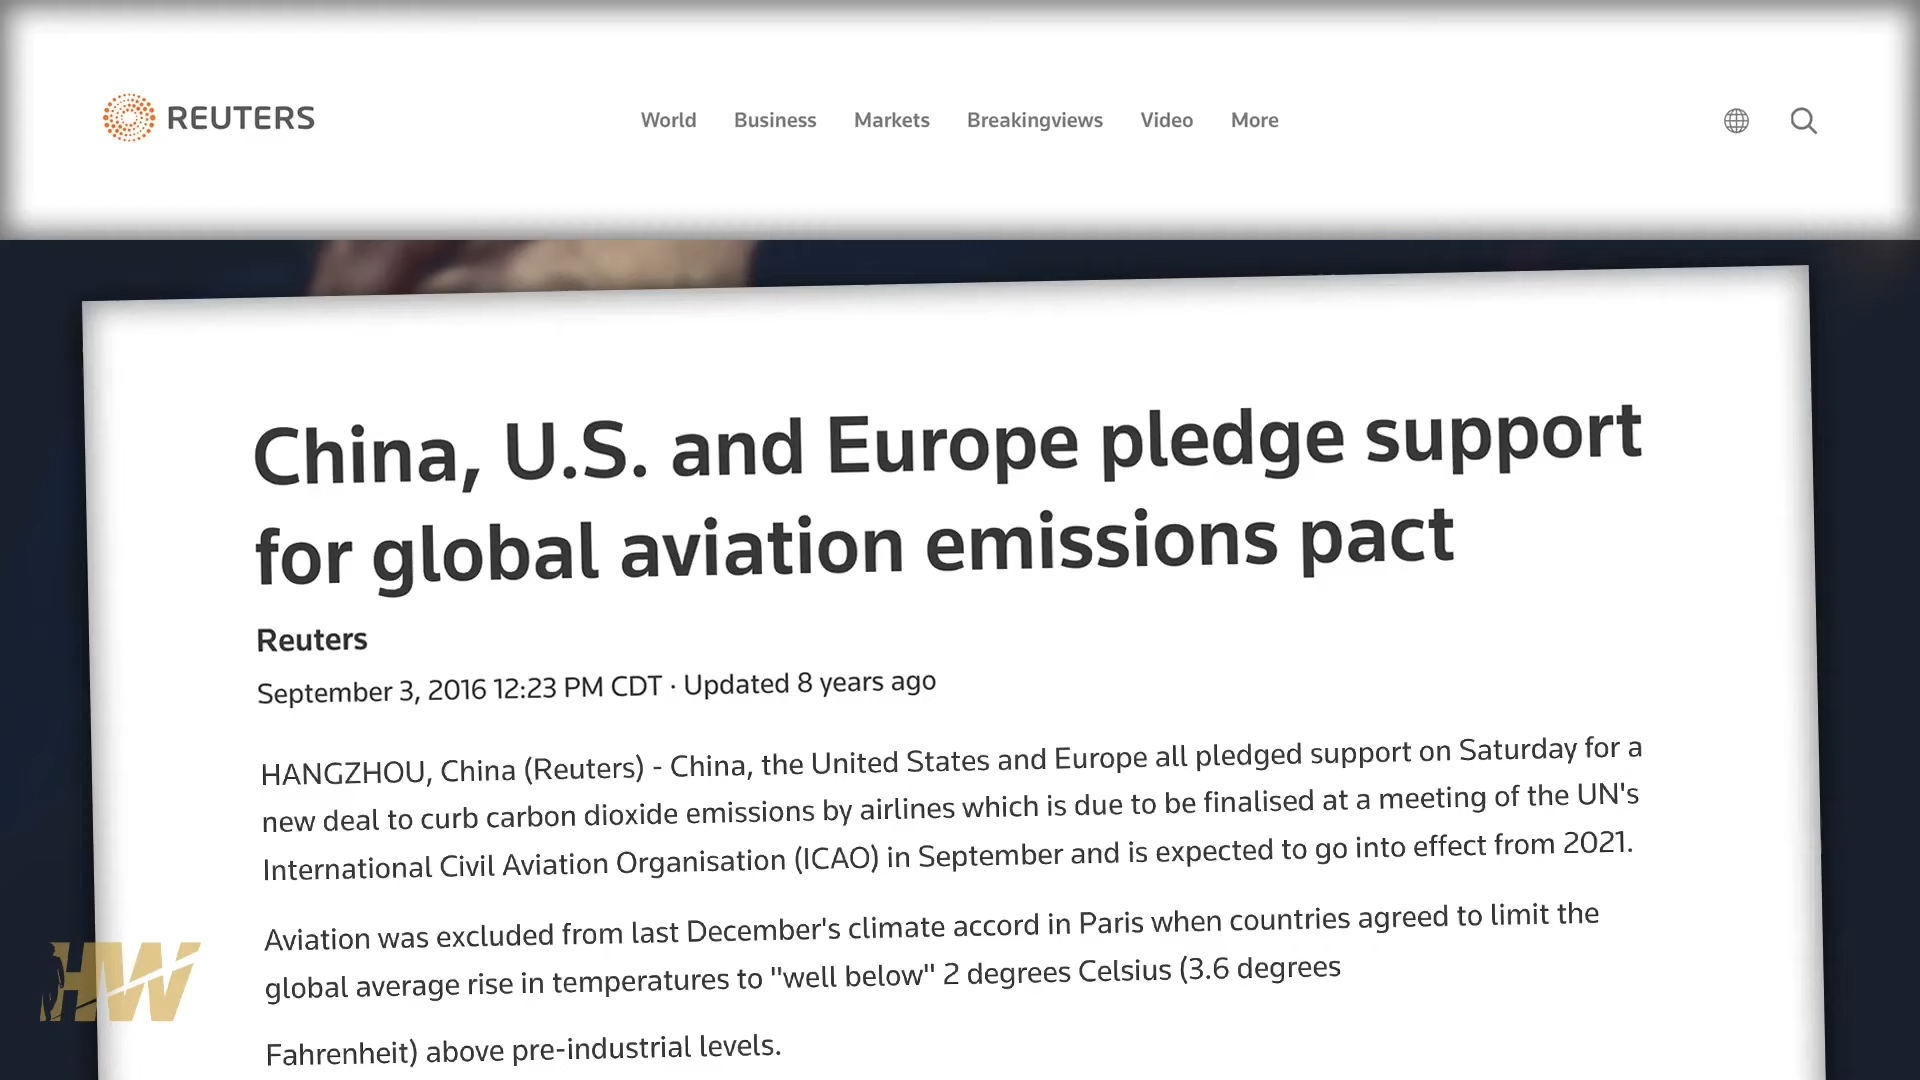 REUTERS
World Business Markets Breakingviews Video More
China, U.S. and Europe pledge support
for global aviation emissions pact
Reuters
September 3, 2016 12:23 PM CDT · Updated 8 years ago
HANGZHOU, China (Reuters) - China, the United States and Europe all pledged support on Saturday for a
new deal to curb carbon dioxide emissions by airlines which is due to be finalised at a meeting of the UN's
International Civil Aviation Organisation (ICAO) in September and is expected to go into effect from 2021.
Aviation was excluded from last December's climate accord in Paris when countries agreed to limit the
global average rise in temperatures to "well below" 2 degrees Celsius (3.6 degrees
Fahrenheit) above pre-industrial levels.
HW